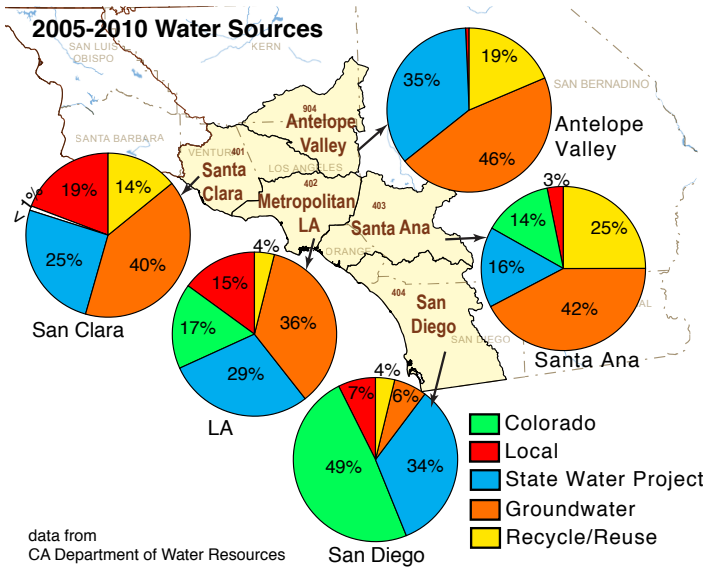 2005-2010 Water Sources
SAN LUIS
OBISPO
KERN
SANTA BARBARA
SAN BERNADINO
904
Antelope
Valley
VENTURA
401
Santa
Clara
LOS ANGELES
402
Metropolitan
LA
403
Santa Ana
ORANGE
404
San
Diego
SAN DIEGO
35%
19%
46%
Antelope
Valley
19%
14%
< 1%
25%
40%
San Clara
4%
15%
36%
17%
29%
LA
3%
14%
25%
16%
42%
AL
Santa Ana
4%
7%
6%
49%
34%
San Diego
Colorado
Local
State Water Project
Groundwater
Recycle/Reuse
data from
CA Department of Water Resources